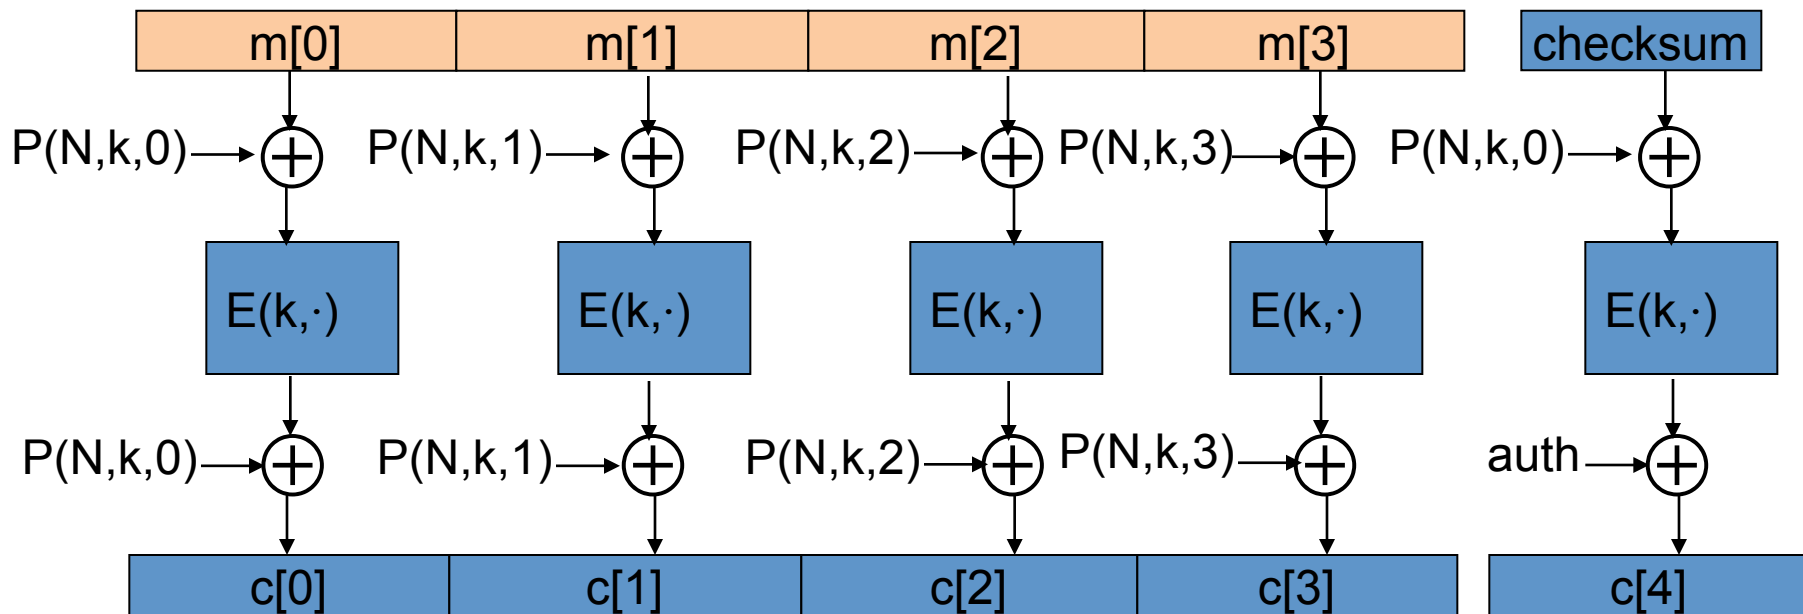 m[0] m[1] m[2] m[3] checksum
P(N,k,0) P(N,k,1) P(N,k,2) P(N,k,3) P(N,k,0)
E(k,·) E(k,·) E(k,·) E(k,·) E(k,·)
P(N,k,0) P(N,k,1) P(N,k,2) P(N,k,3) auth
c[0] c[1] c[2] c[3] c[4]